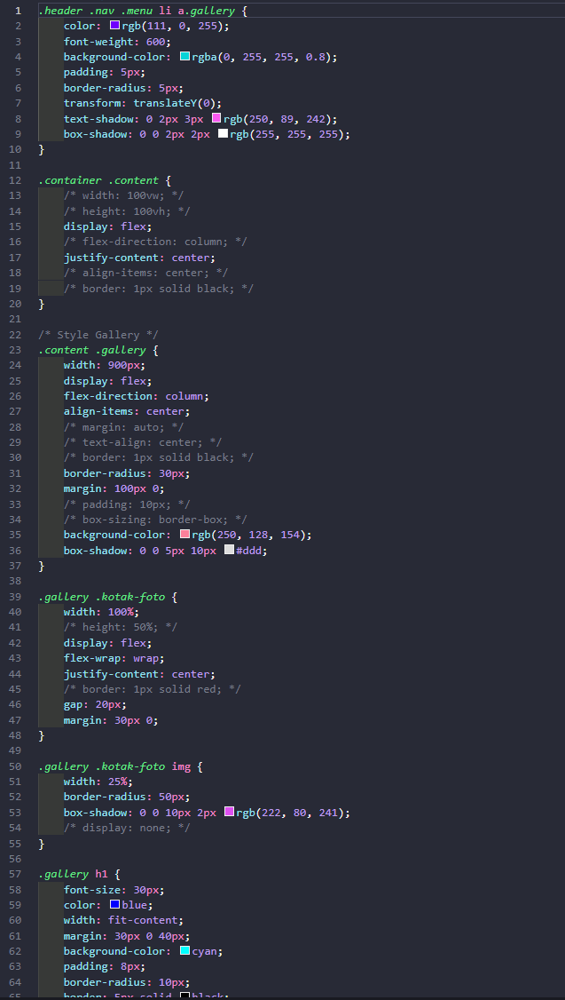 1 .header .nav .menu li a.gallery {
2 color: rgb(111, 0, 255);
3 font-weight: 600;
4 background-color: rgba(0, 255, 255, 0.8);
5 padding: 5px;
6 border-radius: 5px;
7 transform: translateY(0);
8 text-shadow: 0 2px 3px rgb(250, 89, 242);
9 box-shadow: 0 0 2px 2px rgb(255, 255, 255);
10 }
11
12 .container .content {
13 /* width: 100vw; */
14 /* height: 100vh; */
15 display: flex;
16 /* flex-direction: column; */
17 justify-content: center;
18 /* align-items: center; */
19 /* border: 1px solid black; */
20 }
21
22 /* Style Gallery */
23 .content .gallery {
24 width: 900px;
25 display: flex;
26 flex-direction: column;
27 align-items: center;
28 /* margin: auto; */
29 /* text-align: center; */
30 /* border: 1px solid black; */
31 border-radius: 30px;
32 margin: 100px 0;
33 /* padding: 10px; */
34 /* box-sizing: border-box; */
35 background-color: rgb(250, 128, 154);
36 box-shadow: 0 0 5px 10px #ddd;
37 }
38
39 .gallery .kotak-foto {
40 width: 100%;
41 /* height: 50%; */
42 display: flex;
43 flex-wrap: wrap;
44 justify-content: center;
45 /* border: 1px solid red; */
46 gap: 20px;
47 margin: 30px 0;
48 }
49
50 .gallery .kotak-foto img {
51 width: 25%;
52 border-radius: 50px;
53 box-shadow: 0 0 10px 2px rgb(222, 80, 241);
54 /* display: none; */
55 }
56
57 .gallery h1 {
58 font-size: 30px;
59 color: blue;
60 width: fit-content;
61 margin: 30px 0 40px;
62 background-color: cyan;
63 padding: 8px;
64 border-radius: 10px;
65 border: 5px solid black;